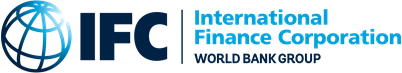 IFC
International
Finance Corporation
WORLD BANK GROUP